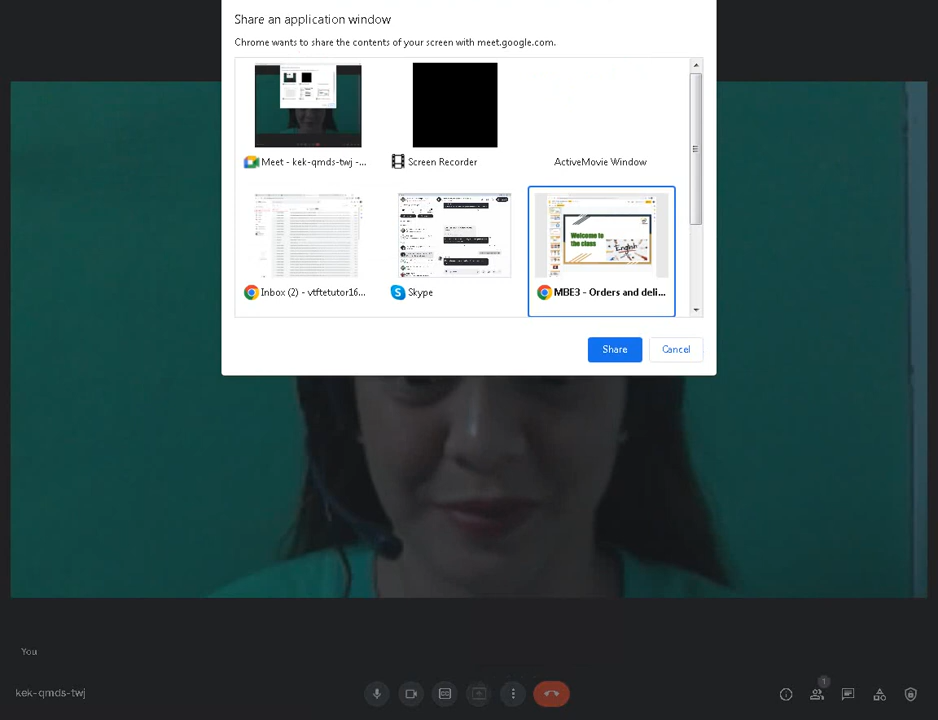 Share an application window
Chrome wants to share the contents of your screen with meet.google.com.
Meet - kek-qmds-twj -...
Screen Recorder
ActiveMovie Window
Welcome to
the class
English
Inbox (2) - vtftetutor16...
Skype
MBE3 - Orders and deli...
Share
Cancel
You
kek-qmds-twj
1